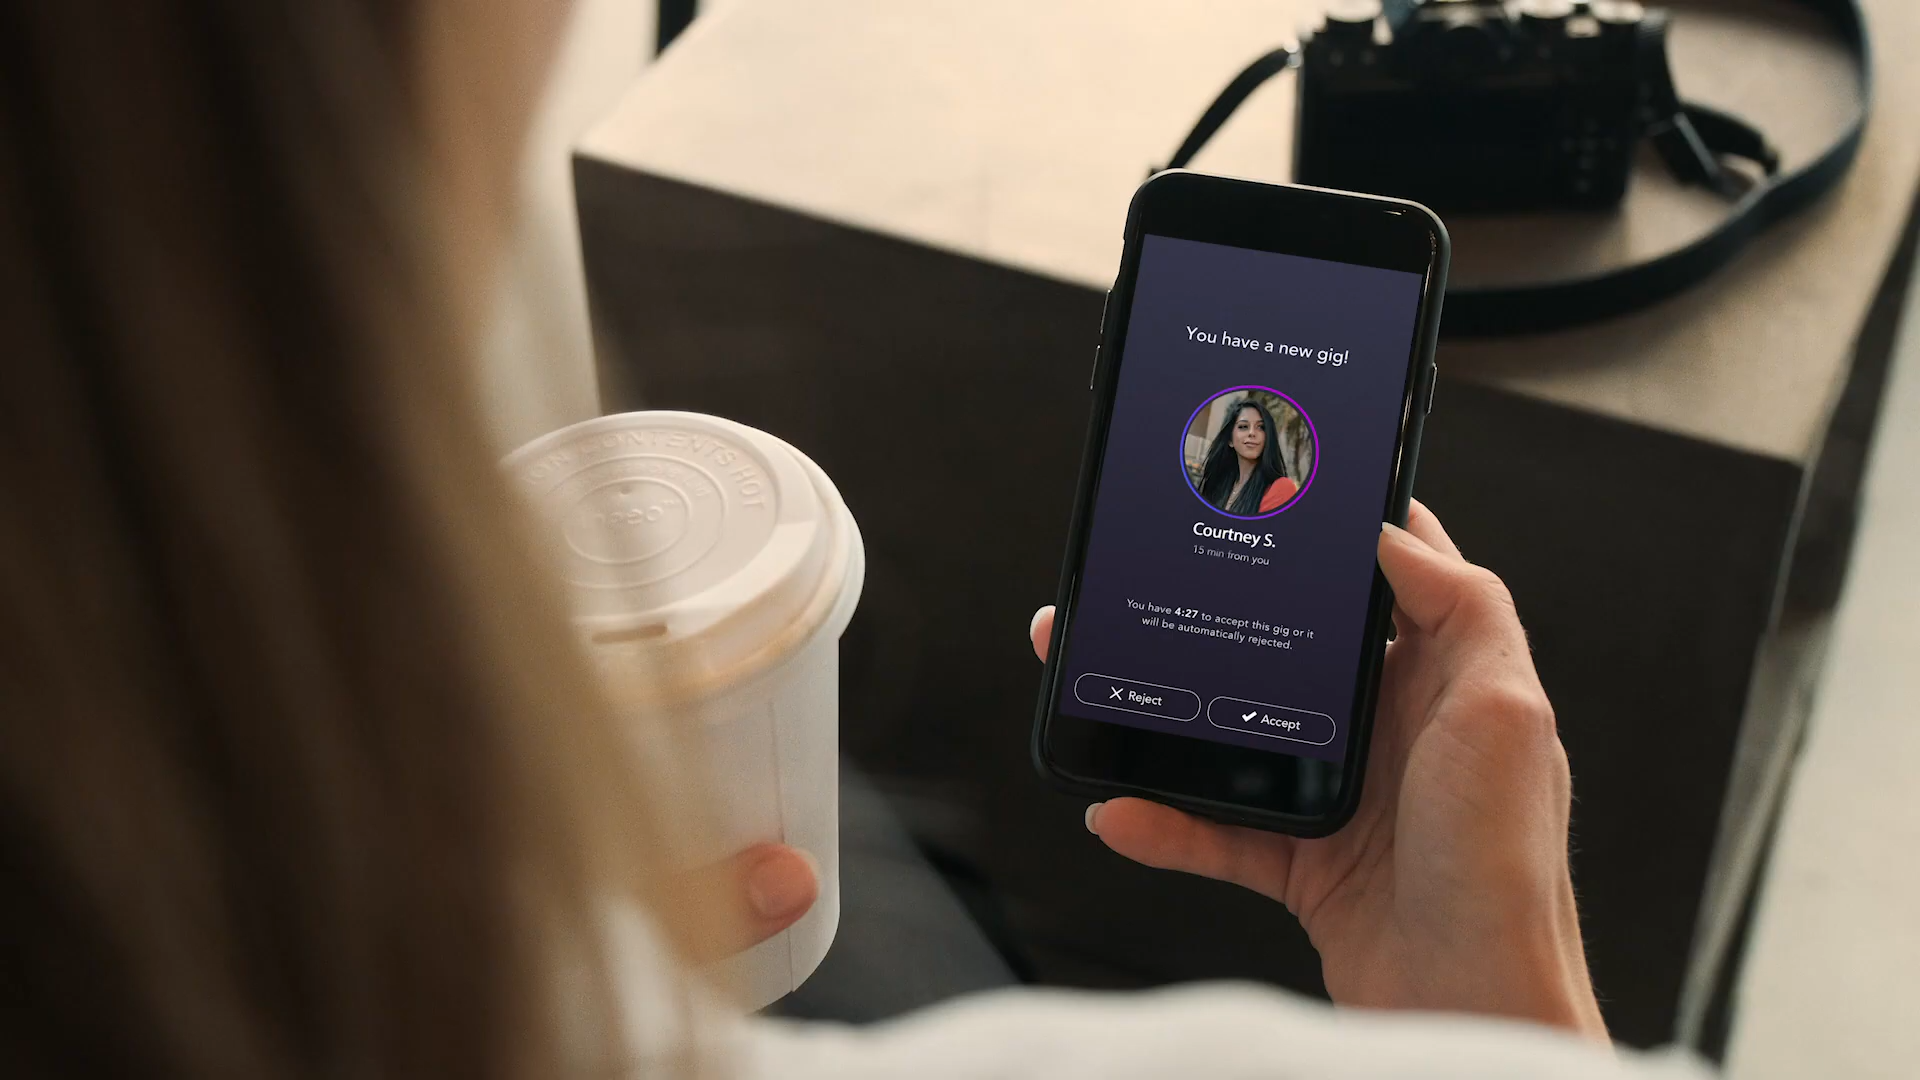 CONTENTS HOT
You have a new gig!
Courtney S.
15 min from you
You have 4:27 to accept this gig or it
will be automatically rejected.
Reject
Accept